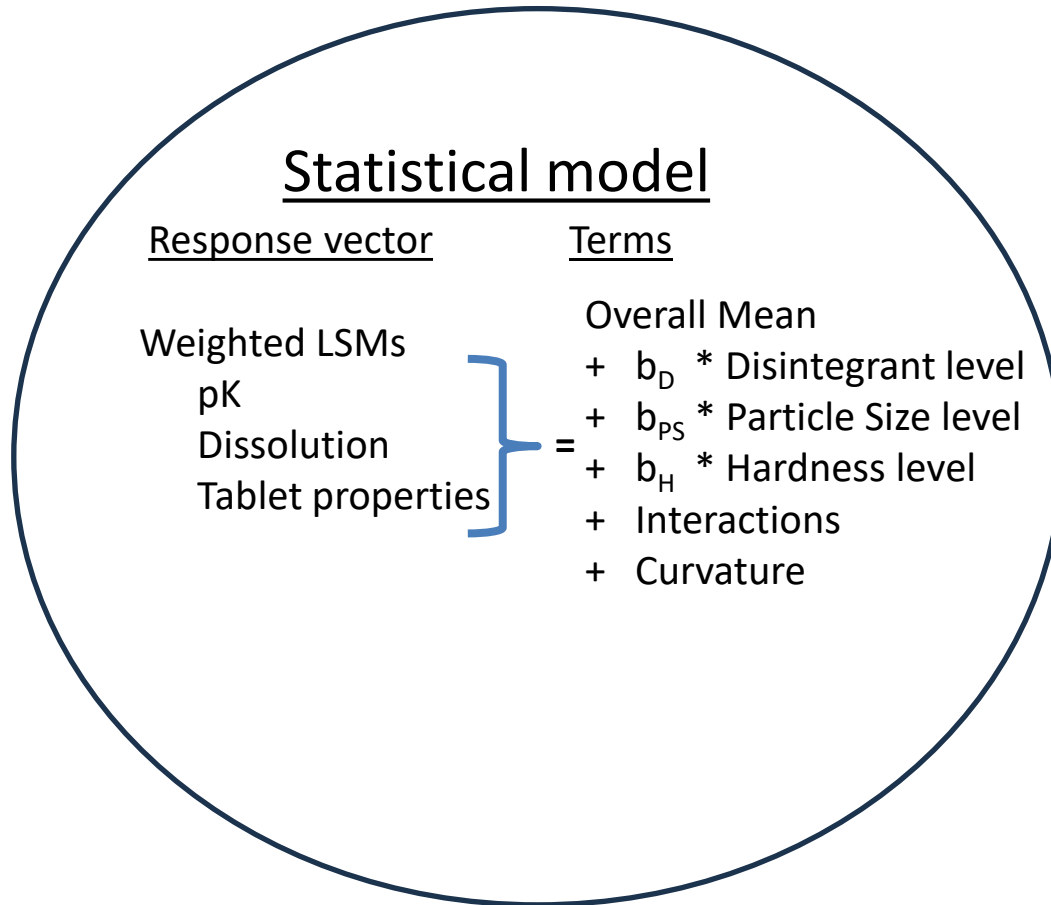 Statistical model
Response vector
Terms
Weighted LSMs
pK
Dissolution
Tablet properties
=
Overall Mean
+ b_D * Disintegrant level
+ b_PS * Particle Size level
+ b_H * Hardness level
+ Interactions
+ Curvature